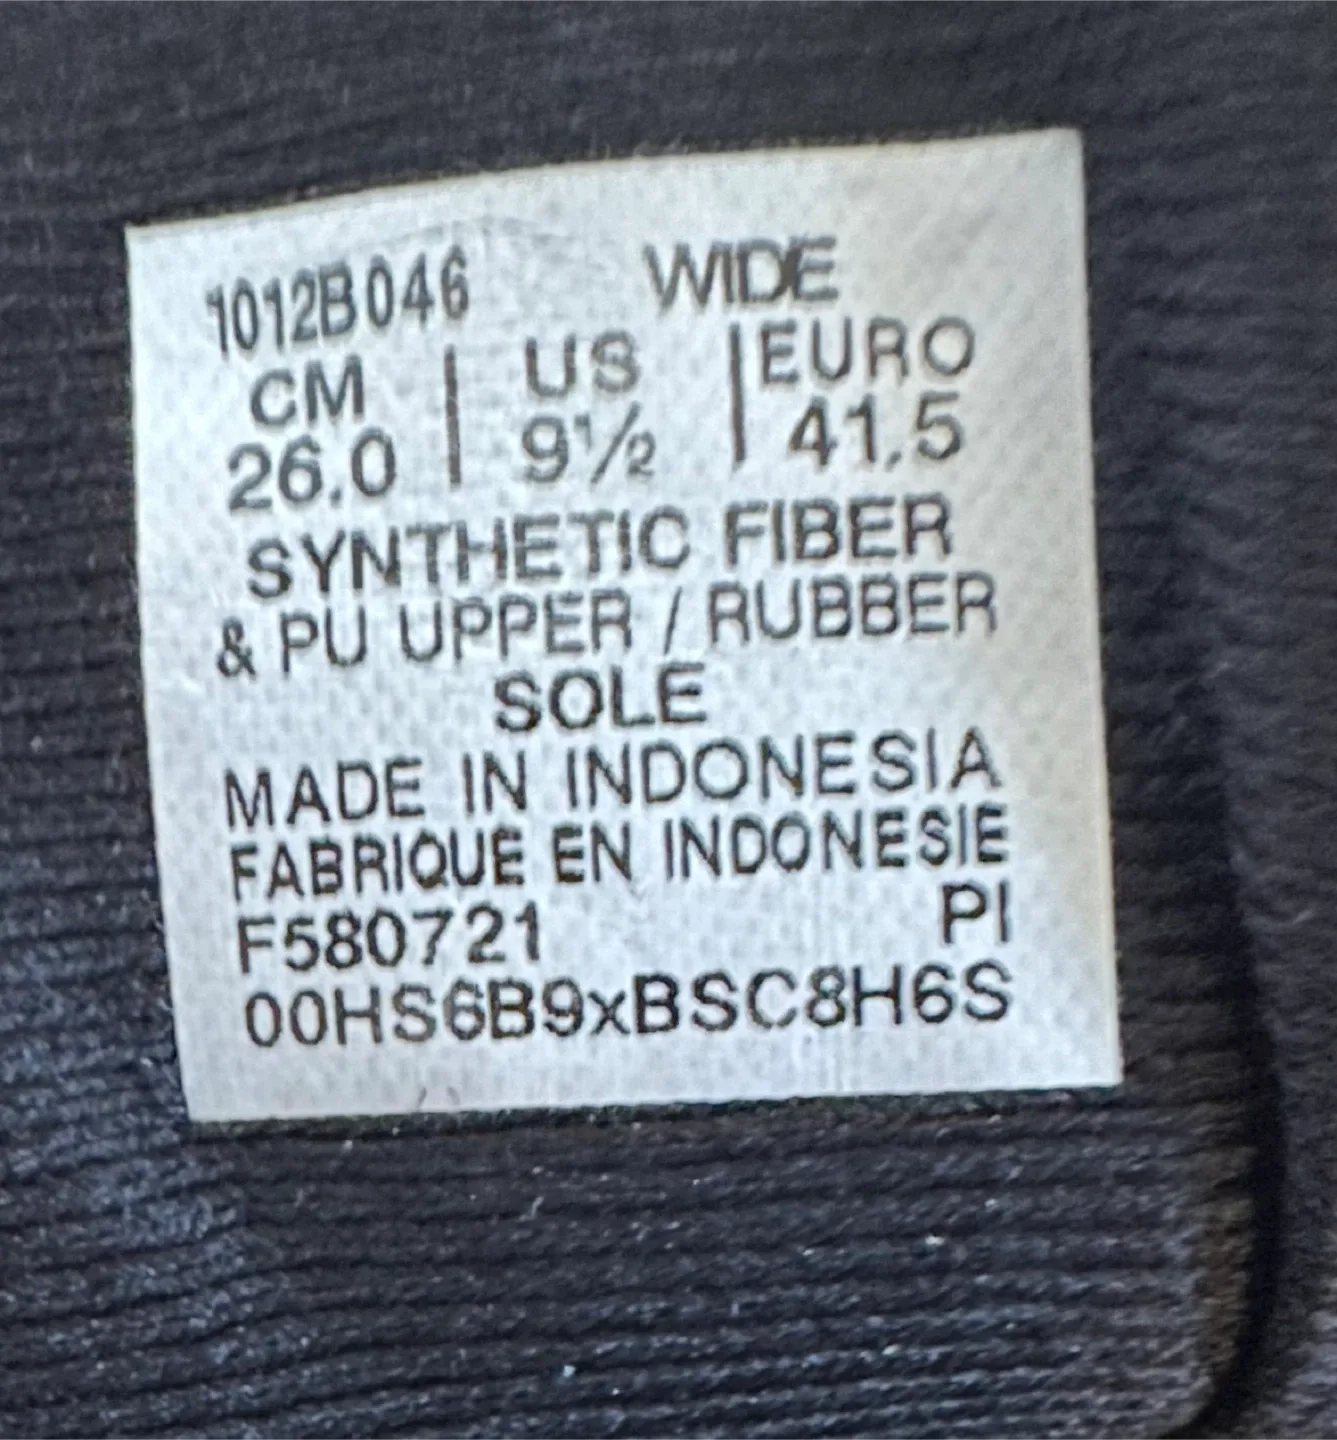 1012B046 WIDE
CM | US | EURO
26.0 | 9½ | 41.5
SYNTHETIC FIBER
& PU UPPER / RUBBER
SOLE
MADE IN INDONESIA
FABRIQUE EN INDONESIE
F580721 PI
00HS6B9xBSC8H6S